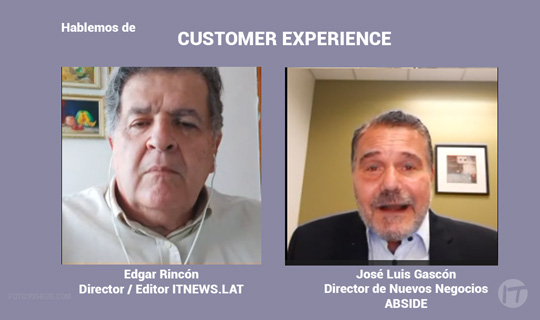 Hablemos de
CUSTOMER EXPERIENCE
Edgar Rincón
Director / Editor ITNEWS.LAT
José Luis Gascón
Director de Nuevos Negocios
ABSIDE
IT